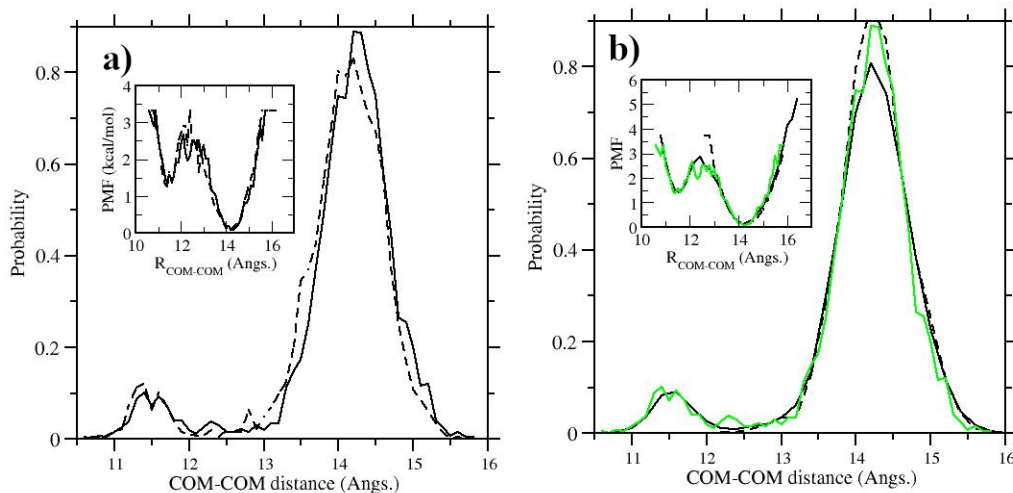 a)
0.8
0.6
0.4
0.2
0
Probability
11 12 13 14 15 16
COM-COM distance (Angs.)
4
3
2
1
0
PMF (kcal/mol)
10 12 14 16
R_COM-COM (Angs.)
b)
0.8
0.6
0.4
0.2
0
Probability
11 12 13 14 15 16
COM-COM distance (Angs.)
6
5
4
3
2
1
0
PMF
10 12 14 16
R_COM-COM (Angs.)